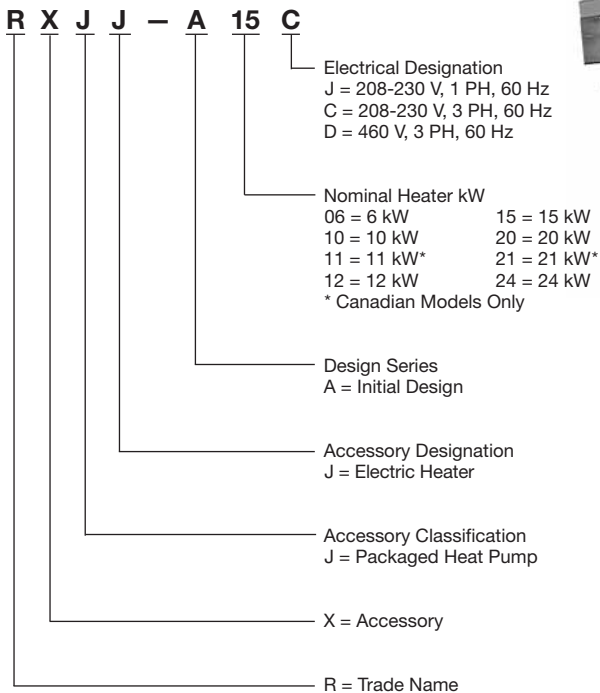 R X J J — A 15 C
Electrical Designation
J = 208-230 V, 1 PH, 60 Hz
C = 208-230 V, 3 PH, 60 Hz
D = 460 V, 3 PH, 60 Hz
Nominal Heater kW
06 = 6 kW 15 = 15 kW
10 = 10 kW 20 = 20 kW
11 = 11 kW* 21 = 21 kW*
12 = 12 kW 24 = 24 kW
* Canadian Models Only
Design Series
A = Initial Design
Accessory Designation
J = Electric Heater
Accessory Classification
J = Packaged Heat Pump
X = Accessory
R = Trade Name